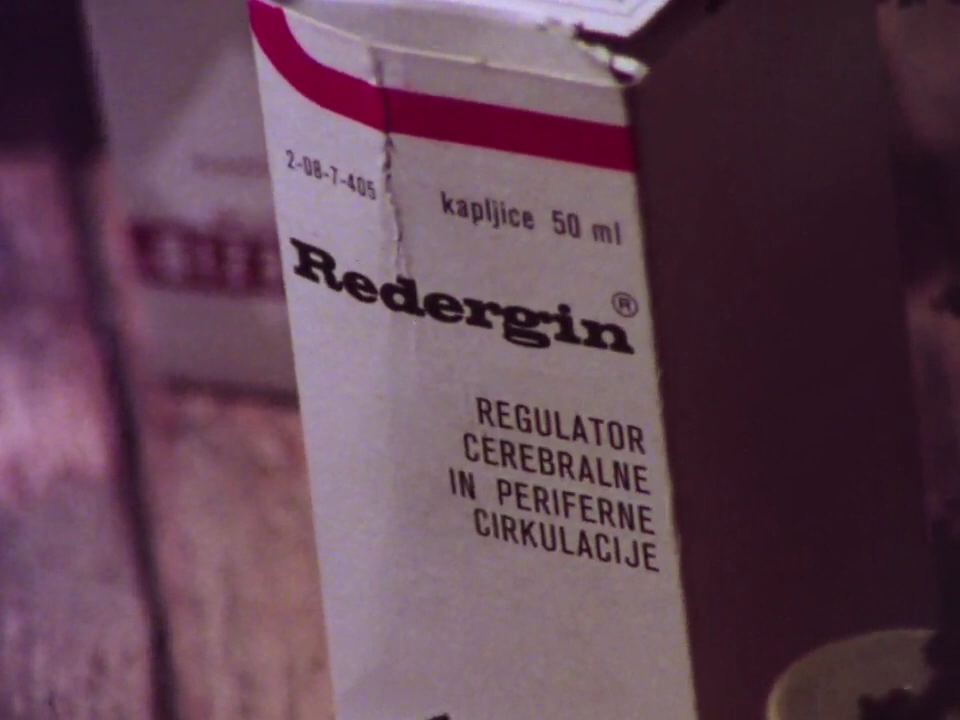 2-08-7-405
kapljice 50 ml
Redergin®
REGULATOR
CEREBRALNE
IN PERIFERNE
CIRKULACIJE